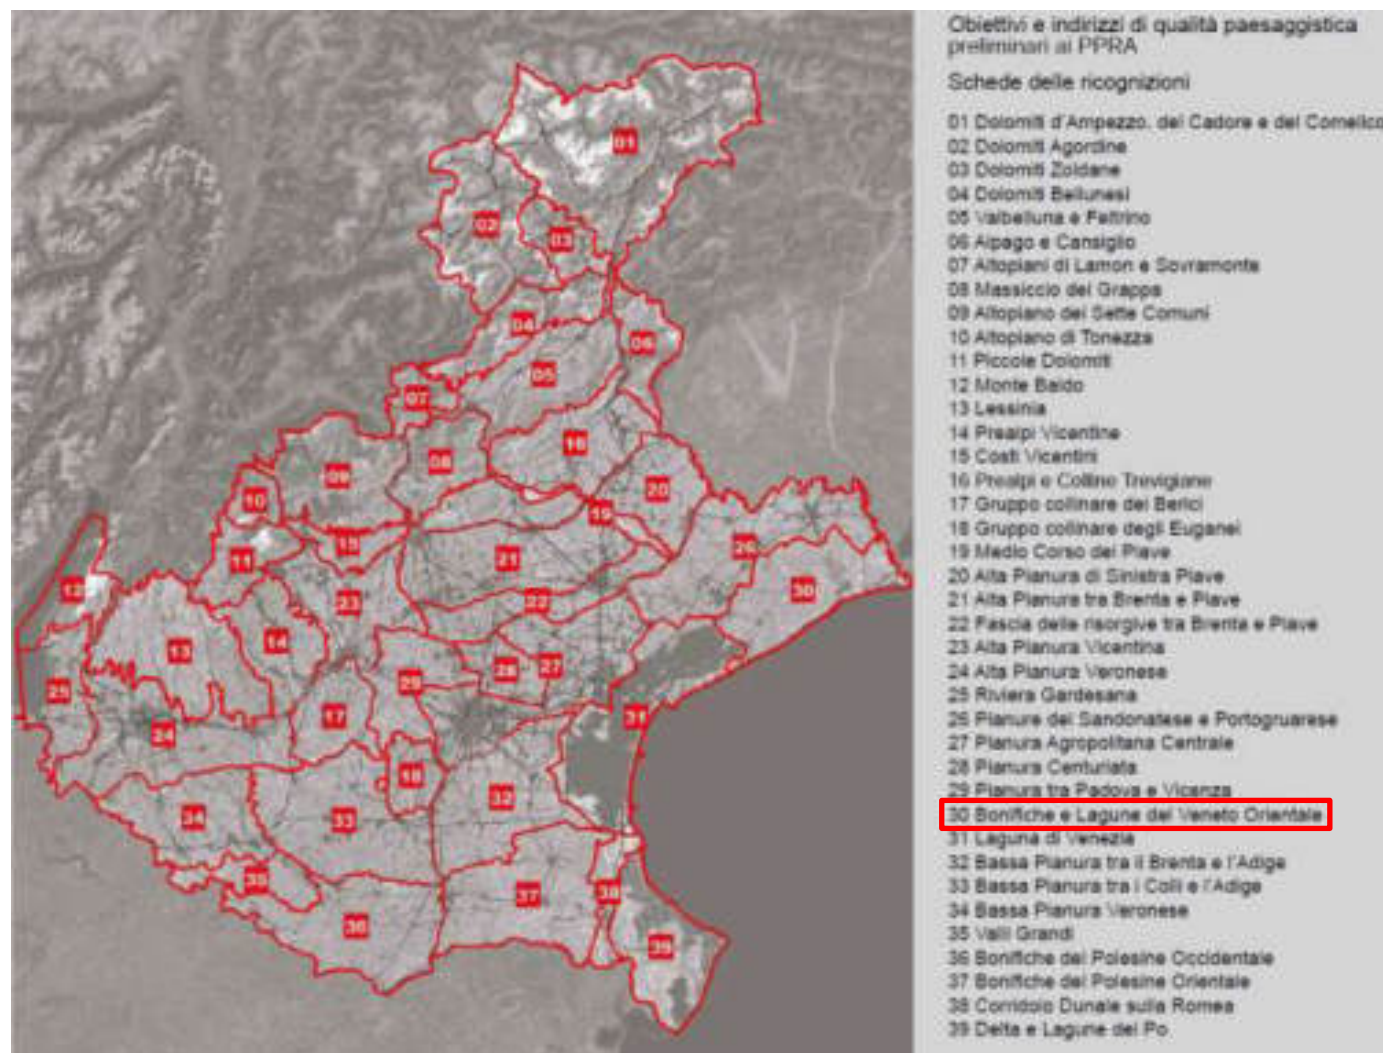 Obiettivi e indirizzi di qualità paesaggistica
preliminari al PPRA
Schede delle ricognizioni
01 Dolomiti d'Ampezzo, del Cadore e del Comelico
02 Dolomiti Agordine
03 Dolomiti Zoldane
04 Dolomiti Bellunesi
05 Valbelluna e Feltrino
06 Alpago e Cansiglio
07 Altopiani di Lamon e Sovramonte
08 Massiccio del Grappa
09 Altopiano dei Sette Comuni
10 Altopiano di Tonezza
11 Piccole Dolomiti
12 Monte Baldo
13 Lessinia
14 Prealpi Vicentine
15 Costi Vicentini
16 Prealpi e Colline Trevigiane
17 Gruppo collinare dei Berici
18 Gruppo collinare degli Euganei
19 Medio Corso del Piave
20 Alta Pianura di Sinistra Piave
21 Alta Pianura tra Brenta e Piave
22 Fascia delle risorgive tra Brenta e Piave
23 Alta Pianura Vicentina
24 Alta Pianura Veronese
25 Riviera Gardesana
26 Pianure del Sandonatese e Portogruarese
27 Pianura Agropolitana Centrale
28 Pianura Centuriata
29 Pianura tra Padova e Vicenza
30 Bonifiche e Lagune del Veneto Orientale
31 Laguna di Venezia
32 Bassa Pianura tra il Brenta e l'Adige
33 Bassa Pianura tra i Colli e l'Adige
34 Bassa Pianura Veronese
35 Valli Grandi
36 Bonifiche del Polesine Occidentale
37 Bonifiche del Polesine Orientale
38 Corridoio Dunale sulla Romea
39 Delta e Lagune del Po
01
02
03
04
06
05
07
16
08
09
20
10
19
15
26
11
21
12
30
23
22
14
13
28
27
29
25
17
31
24
18
32
34
33
35
38
37
36
39